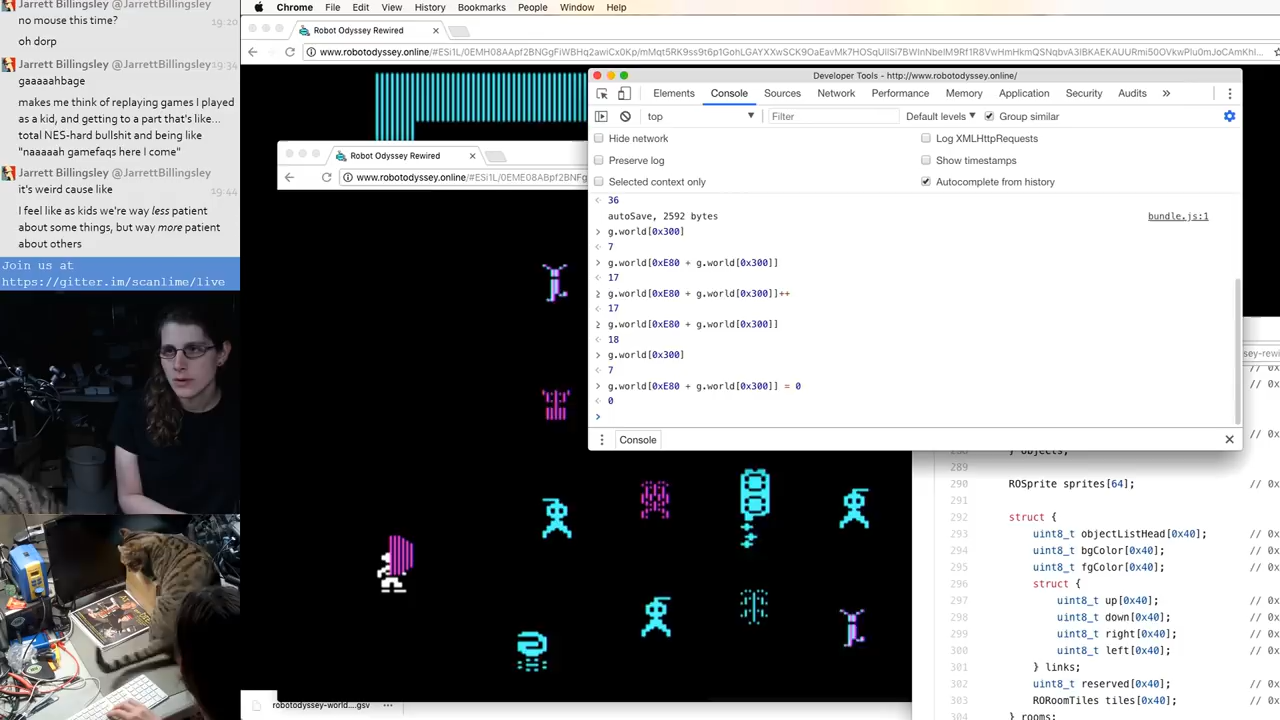 Jarrett Billingsley @JarrettBillingsley
no mouse this time? 19:20
oh dorp
Jarrett Billingsley @JarrettBillingsley 19:34
gaaaaahbage
makes me think of replaying games I played
as a kid, and getting to a part that's like...
total NES-hard bullshit and being like
"naaaaah gamefaqs here I come"
Jarrett Billingsley @JarrettBillingsley
it's weird cause like 19:44
I feel like as kids we're way less patient
about some things, but way more patient
about others
Join us at
https://gitter.im/scanlime/live
Chrome File Edit View History Bookmarks People Window Help
Robot Odyssey Rewired
Developer Tools - http://www.robotodyssey.online/
Elements Console Sources Network Performance Memory Application Security Audits »
top Filter Default levels Group similar
Hide network Log XMLHttpRequests
Preserve log Show timestamps
Selected context only Autocomplete from history
36
autoSave, 2592 bytes bundle.js:1
g.world[0x300]
7
g.world[0xE80 + g.world[0x300]]
17
g.world[0xE80 + g.world[0x300]]++
17
g.world[0xE80 + g.world[0x300]]
18
g.world[0x300]
7
g.world[0xE80 + g.world[0x300]] = 0
0
>
Console
Robot Odyssey Rewired
sey-rewir
} objects;
289
290 ROSprite sprites[64];
291
292 struct {
293 uint8_t objectListHead[0x40];
294 uint8_t bgColor[0x40];
295 uint8_t fgColor[0x40];
296 struct {
297 uint8_t up[0x40];
298 uint8_t down[0x40];
299 uint8_t right[0x40];
300 uint8_t left[0x40];
301 } links;
302 uint8_t reserved[0x40];
303 RORoomTiles tiles[0x40];
304 } rooms;
robotodyssey-world....gsv